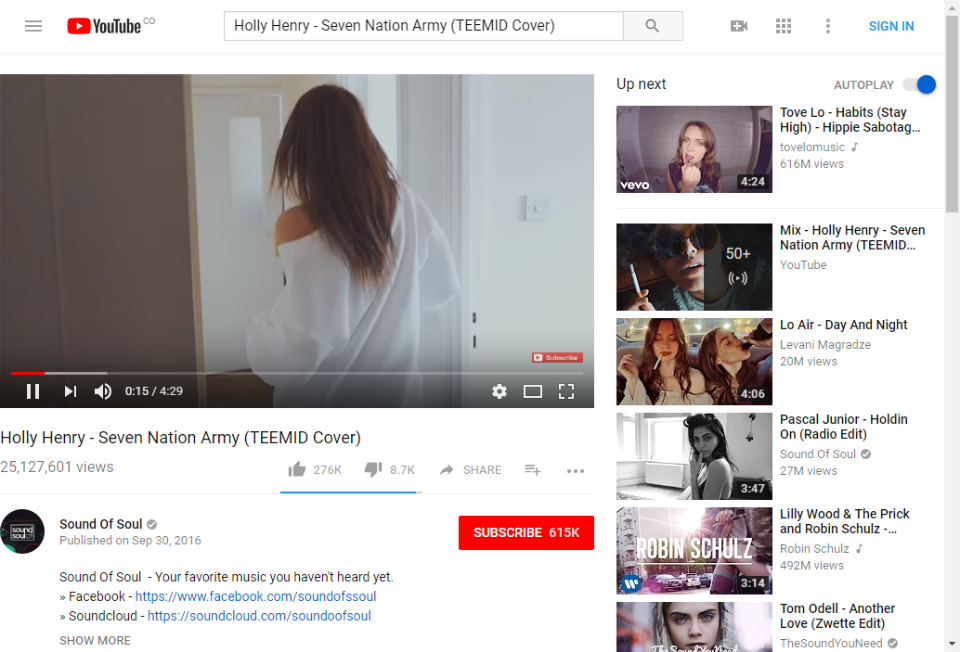 YouTube CO
Holly Henry - Seven Nation Army (TEEMID Cover)
SIGN IN
Subscribe
0:15 / 4:29
Holly Henry - Seven Nation Army (TEEMID Cover)
25,127,601 views
276K
8.7K
SHARE
sound
soul
Sound Of Soul
Published on Sep 30, 2016
SUBSCRIBE 615K
Sound Of Soul - Your favorite music you haven't heard yet.
» Facebook - https://www.facebook.com/soundofssoul
» Soundcloud - https://soundcloud.com/soundoofsoul
SHOW MORE
Up next
AUTOPLAY
vevo
4:24
Tove Lo - Habits (Stay
High) - Hippie Sabotag...
tovelomusic
616M views
50+
Mix - Holly Henry - Seven
Nation Army (TEEMID...
YouTube
4:06
Lo Air - Day And Night
Levani Magradze
20M views
3:47
Pascal Junior - Holdin
On (Radio Edit)
Sound Of Soul
27M views
ROBIN SCHULZ
3:14
Lilly Wood & The Prick
and Robin Schulz -...
Robin Schulz
492M views
TheSoundYouNeed
Tom Odell - Another
Love (Zwette Edit)
TheSoundYouNeed